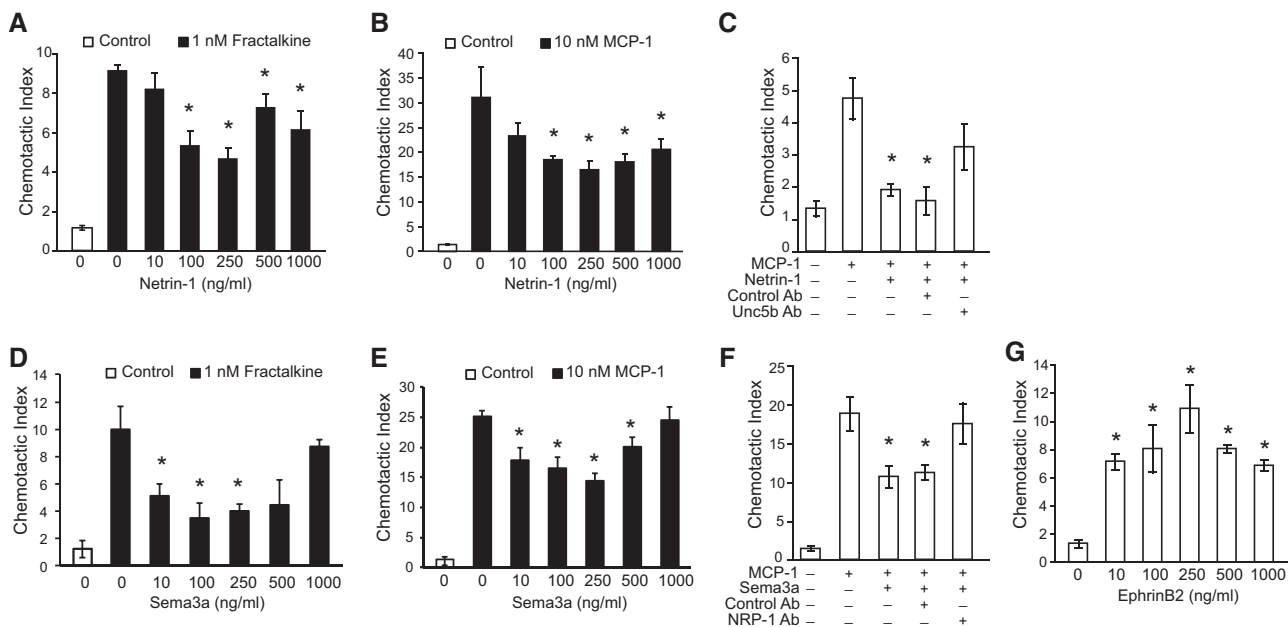 A
Control 1 nM Fractalkine
Chemotactic Index
10
8
6
4
2
0
* * * *
0 0 10 100 250 500 1000
Netrin-1 (ng/ml)
B
Control 10 nM MCP-1
Chemotactic Index
40
35
30
25
20
15
10
5
0
* * * *
0 0 10 100 250 500 1000
Netrin-1 (ng/ml)
C
Chemotactic Index
6
5
4
3
2
1
0
* *
MCP-1 – + + + +
Netrin-1 – – + + +
Control Ab – – – + –
Unc5b Ab – – – – +
D
Control 1 nM Fractalkine
Chemotactic Index
14
12
10
8
6
4
2
0
* * *
0 0 10 100 250 500 1000
Sema3a (ng/ml)
E
Control 10 nM MCP-1
Chemotactic Index
30
25
20
15
10
5
0
* * * *
0 0 10 100 250 500 1000
Sema3a (ng/ml)
F
Chemotactic Index
25
20
15
10
5
0
* *
MCP-1 – + + + +
Sema3a – – + + +
Control Ab – – – + –
NRP-1 Ab – – – – +
G
Chemotactic Index
14
12
10
8
6
4
2
0
* * * * *
0 10 100 250 500 1000
EphrinB2 (ng/ml)